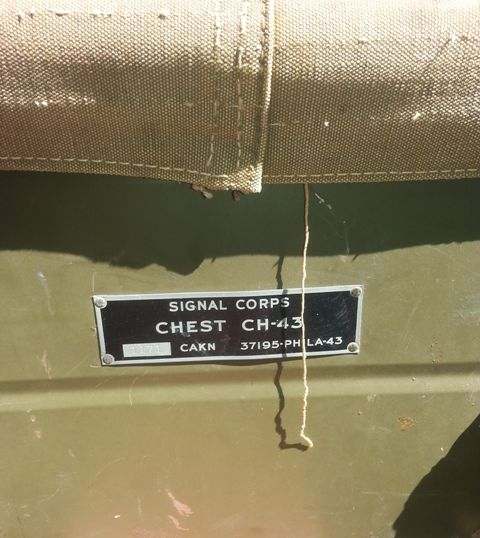 SIGNAL CORPS
CHEST CH-43
CAKN 37195-PHILA-43